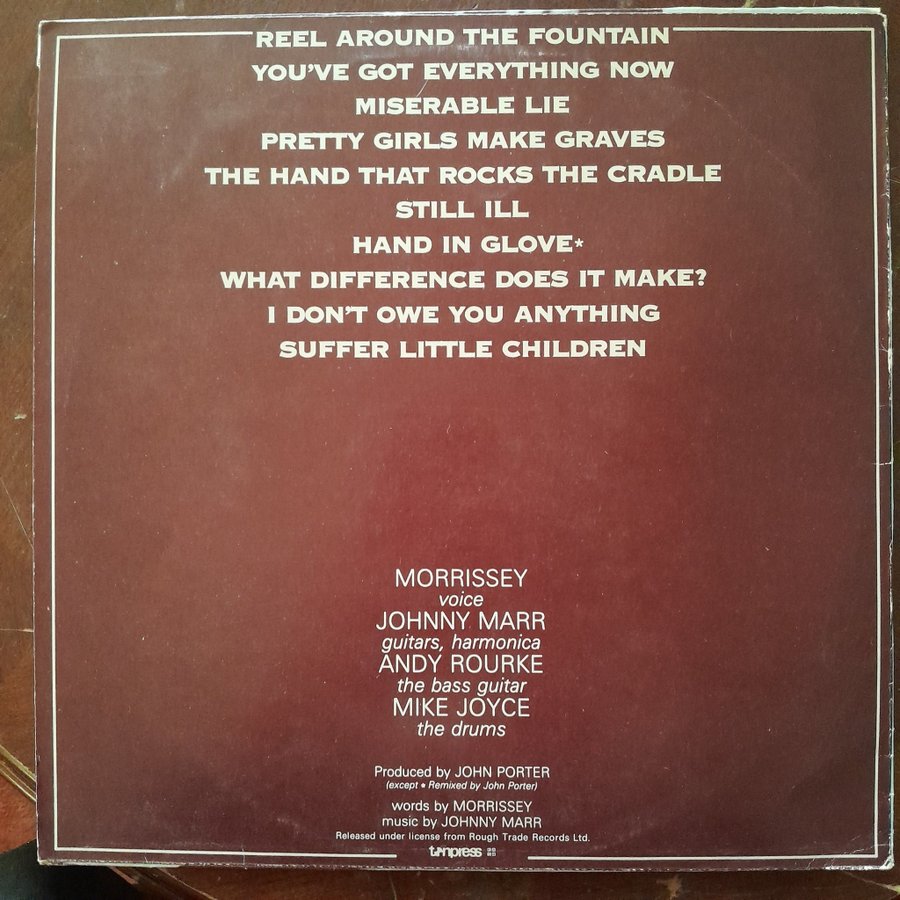 REEL AROUND THE FOUNTAIN
YOU'VE GOT EVERYTHING NOW
MISERABLE LIE
PRETTY GIRLS MAKE GRAVES
THE HAND THAT ROCKS THE CRADLE
STILL ILL
HAND IN GLOVE*
WHAT DIFFERENCE DOES IT MAKE?
I DON'T OWE YOU ANYTHING
SUFFER LITTLE CHILDREN
MORRISSEY
voice
JOHNNY MARR
guitars, harmonica
ANDY ROURKE
the bass guitar
MIKE JOYCE
the drums
Produced by JOHN PORTER
(except * Remixed by John Porter)
words by MORRISSEY
music by JOHNNY MARR
Released under license from Rough Trade Records Ltd.
tonpress